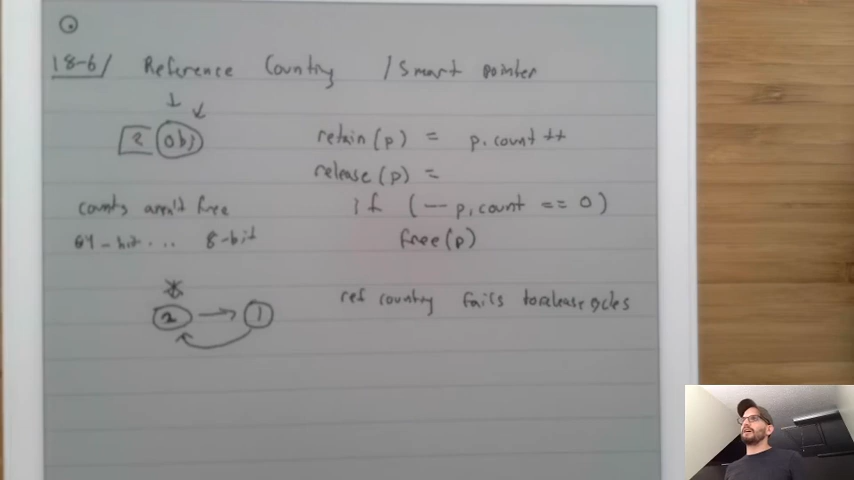 18-6/ Reference Counting / Smart pointer
2 Obj
retain(p) = p.count ++
release(p) =
if (-- p.count == 0)
free(p)
counts aren't free
64-bit ... 8-bit
2 → 1
ref counting fails to release cycles